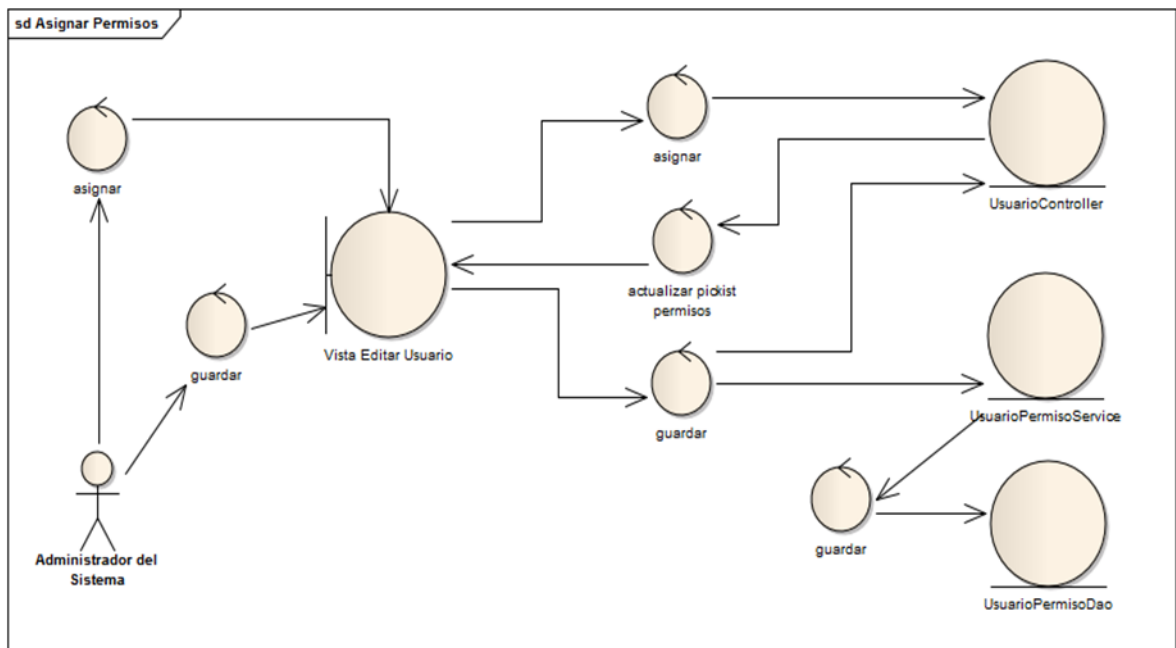 sd Asignar Permisos
asignar
asignar
UsuarioController
actualizar pickist
permisos
Vista Editar Usuario
guardar
guardar
UsuarioPermisoService
guardar
Administrador del
Sistema
UsuarioPermisoDao